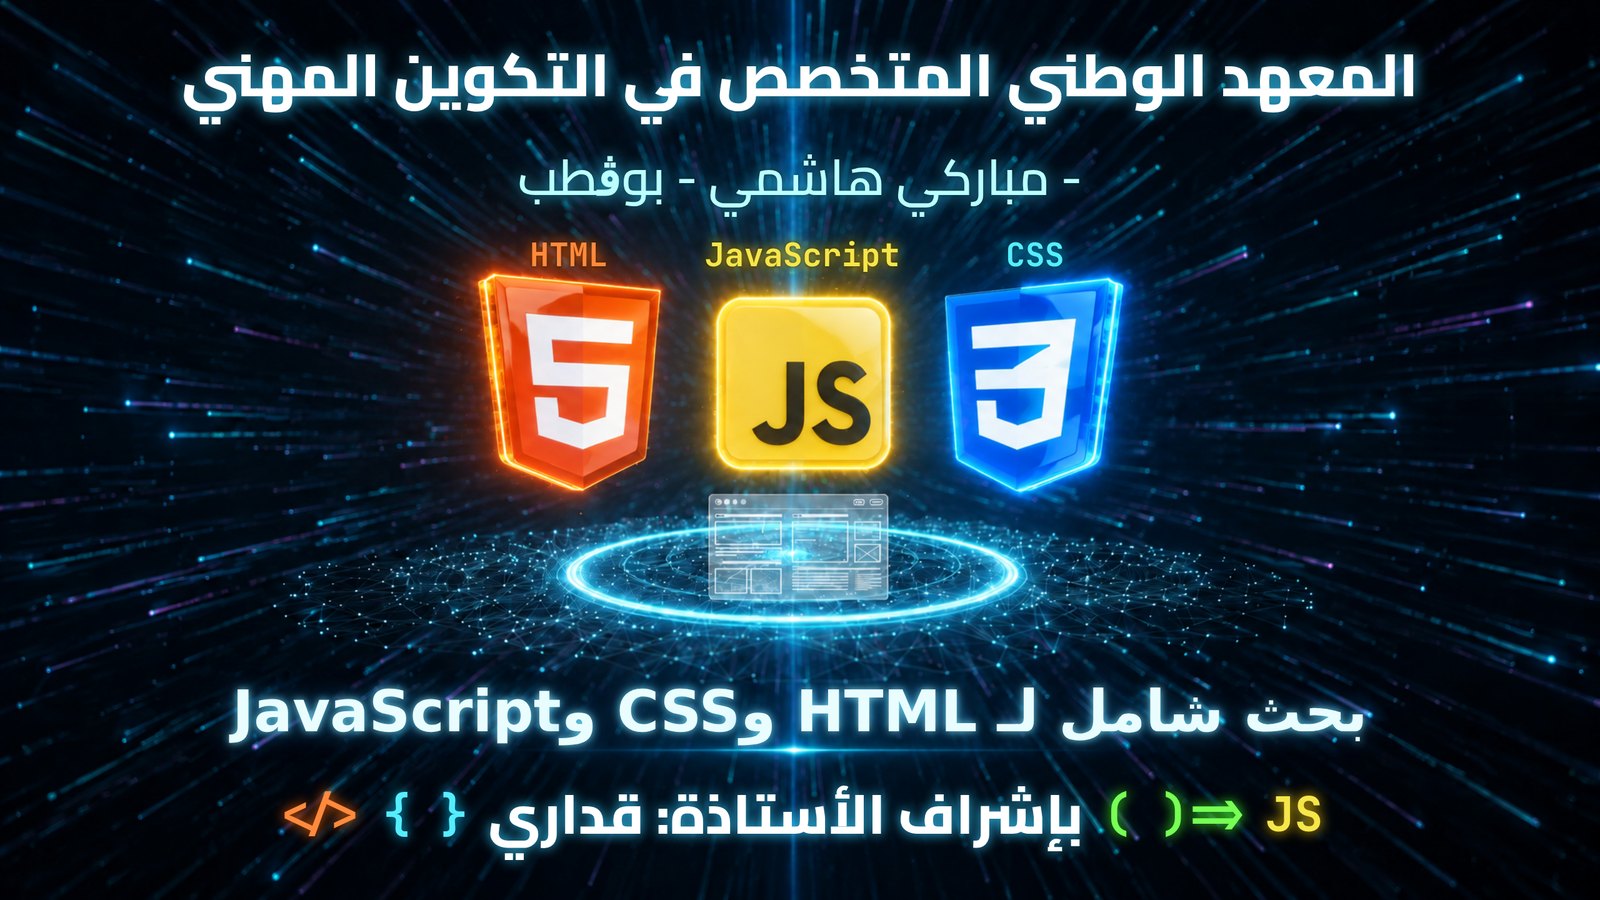 المعهد الوطني المتخصص في التكوين المهني
- مباركي هاشمي - بوقطب
HTML JavaScript CSS
5 JS 3
بحث شامل لـ HTML وCSS وJavaScript
</> { } بإشراف الأستاذة: قداري ( )=> JS